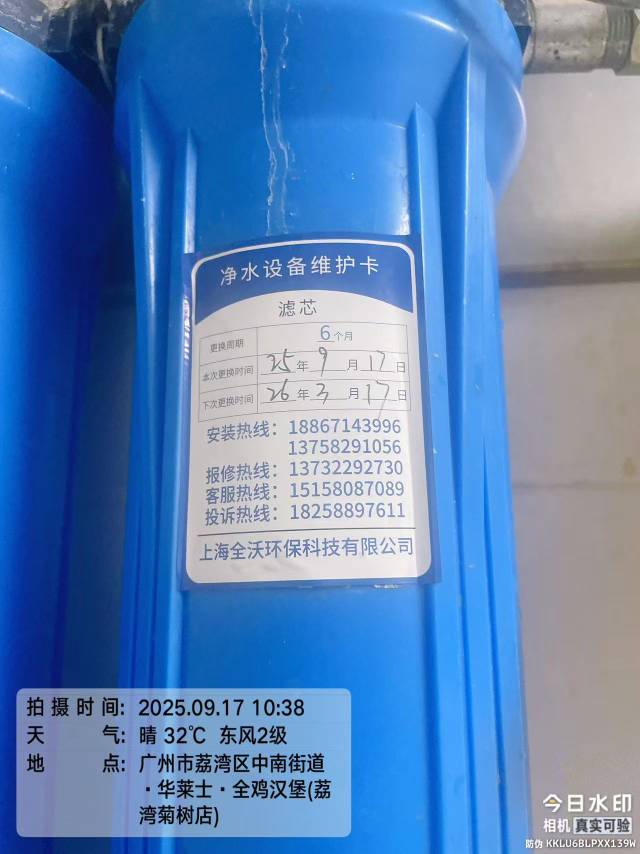 净水设备维护卡
滤芯
更换周期 6个月
本次更换时间 25年9月17日
下次更换时间 26年3月17日
安装热线：18867143996
13758291056
报修热线：13732292730
客服热线：15158087089
投诉热线：18258897611
上海全沃环保科技有限公司
拍摄时间：2025.09.17 10:38
天气：晴 32℃ 东风2级
地点：广州市荔湾区中南街道
·华莱士·全鸡汉堡(荔
湾菊树店)
今日水印
相机 真实可验
防伪 KKLU6BLPXX139W